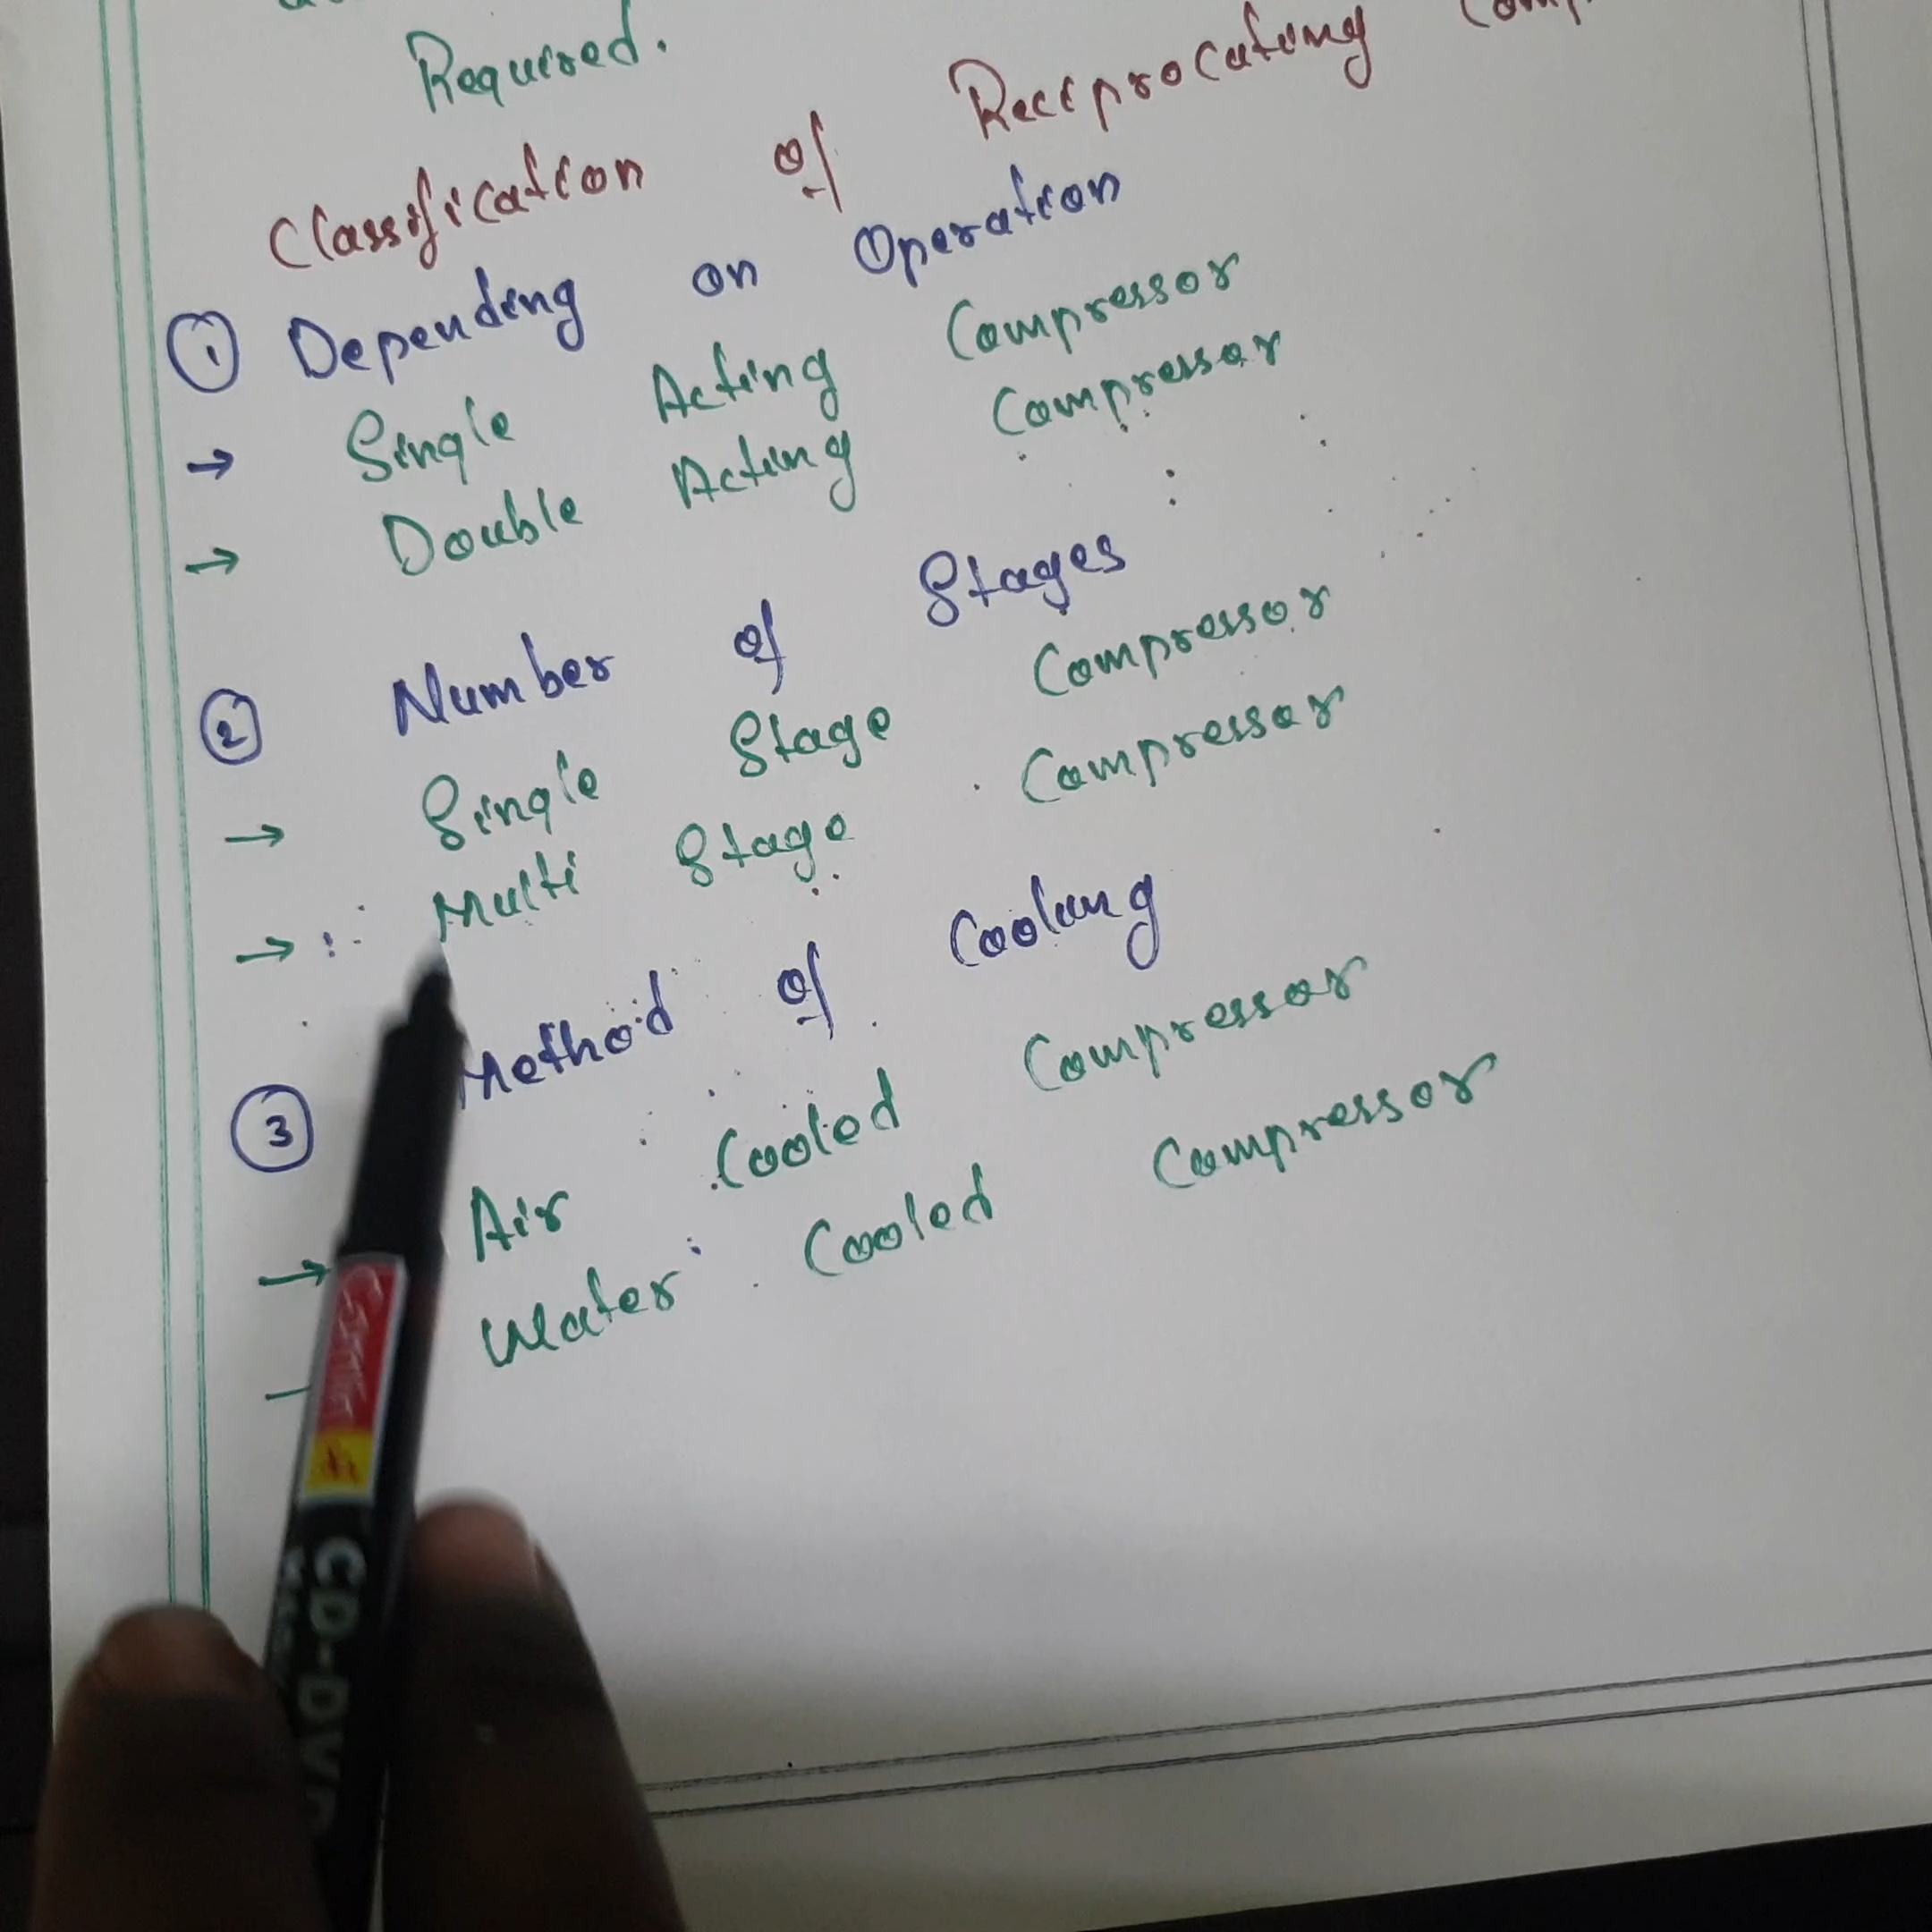 Required.
Classification of Reciprocating
① Depending on Operation
→ Single Acting Compressor
→ Double Acting Compressor
② Number of Stages
→ Single Stage Compressor
→ Multi Stage Compressor
③ Method of Cooling
→ Air Cooled Compressor
Water Cooled Compressor
CD-DVD